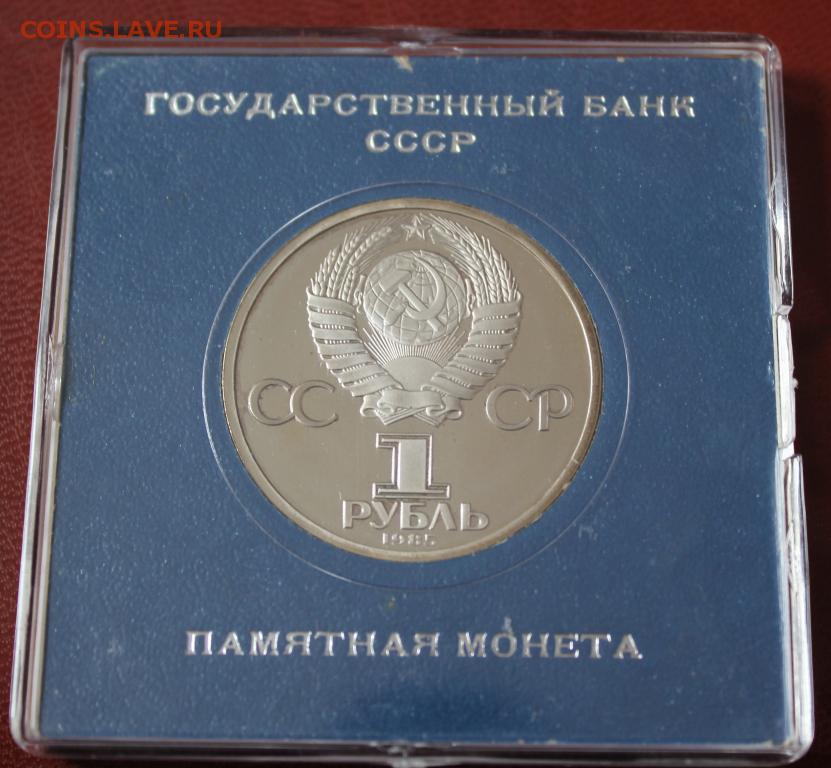 COINS.LAVE.RU
ГОСУДАРСТВЕННЫЙ БАНК
СССР
СС СР
1
РУБЛЬ
1985
ПАМЯТНАЯ МОНЕТА